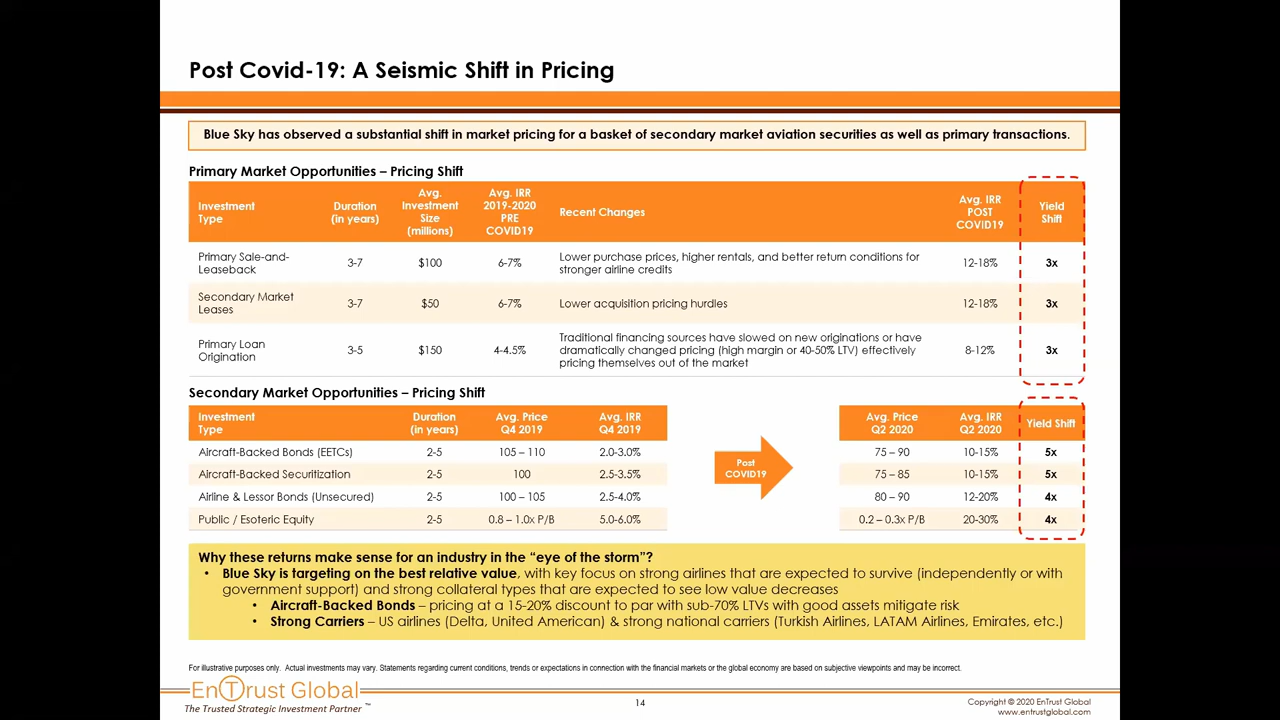 Post Covid-19: A Seismic Shift in Pricing
Blue Sky has observed a substantial shift in market pricing for a basket of secondary market aviation securities as well as primary transactions.
Primary Market Opportunities – Pricing Shift
Investment Type Duration (in years) Avg. Investment Size (millions) Avg. IRR 2019-2020 PRE COVID19 Recent Changes Avg. IRR POST COVID19 Yield Shift
Primary Sale-and-Leaseback 3-7 $100 6-7% Lower purchase prices, higher rentals, and better return conditions for stronger airline credits 12-18% 3x
Secondary Market Leases 3-7 $50 6-7% Lower acquisition pricing hurdles 12-18% 3x
Primary Loan Origination 3-5 $150 4-4.5% Traditional financing sources have slowed on new originations or have dramatically changed pricing (high margin or 40-50% LTV) effectively pricing themselves out of the market 8-12% 3x
Secondary Market Opportunities – Pricing Shift
Investment Type Duration (in years) Avg. Price Q4 2019 Avg. IRR Q4 2019 Avg. Price Q2 2020 Avg. IRR Q2 2020 Yield Shift
Aircraft-Backed Bonds (EETCs) 2-5 105 – 110 2.0-3.0% 75 – 90 10-15% 5x
Aircraft-Backed Securitization 2-5 100 2.5-3.5% 75 – 85 10-15% 5x
Post COVID19
Airline & Lessor Bonds (Unsecured) 2-5 100 – 105 2.5-4.0% 80 – 90 12-20% 4x
Public / Esoteric Equity 2-5 0.8 – 1.0x P/B 5.0-6.0% 0.2 – 0.3x P/B 20-30% 4x
Why these returns make sense for an industry in the “eye of the storm”?
• Blue Sky is targeting on the best relative value, with key focus on strong airlines that are expected to survive (independently or with
government support) and strong collateral types that are expected to see low value decreases
• Aircraft-Backed Bonds – pricing at a 15-20% discount to par with sub-70% LTVs with good assets mitigate risk
• Strong Carriers – US airlines (Delta, United American) & strong national carriers (Turkish Airlines, LATAM Airlines, Emirates, etc.)
For illustrative purposes only. Actual investments may vary. Statements regarding current conditions, trends or expectations in connection with the financial markets or the global economy are based on subjective viewpoints and may be incorrect.
EnTrust Global
The Trusted Strategic Investment Partner ™
14
Copyright © 2020 EnTrust Global
www.entrustglobal.com